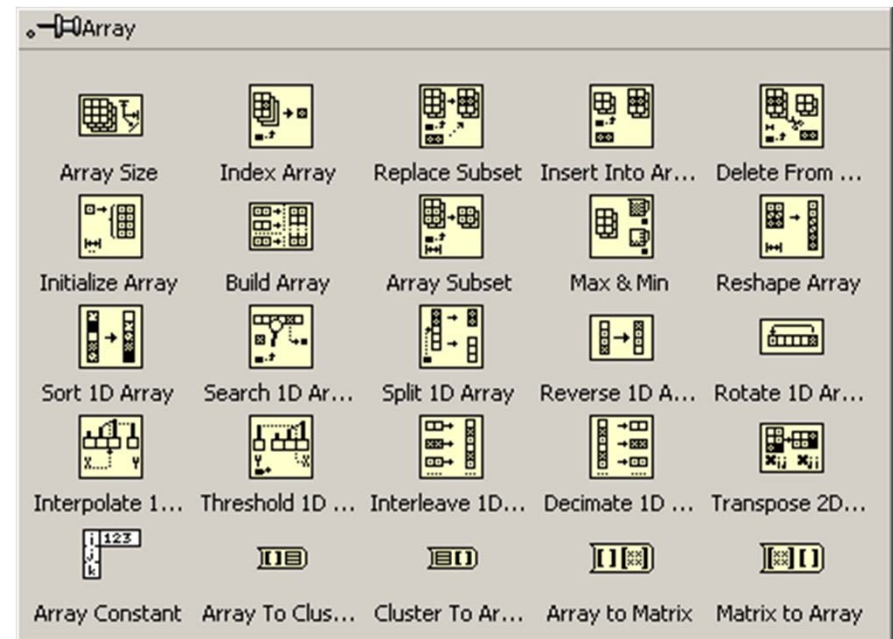 Array
Array Size Index Array Replace Subset Insert Into Ar... Delete From ...
Initialize Array Build Array Array Subset Max & Min Reshape Array
Sort 1D Array Search 1D Ar... Split 1D Array Reverse 1D A... Rotate 1D Ar...
X Y Y X Xij Xij
Interpolate 1... Threshold 1D ... Interleave 1D... Decimate 1D ... Transpose 2D...
i 123
j
k
Array Constant Array To Clus... Cluster To Ar... Array to Matrix Matrix to Array